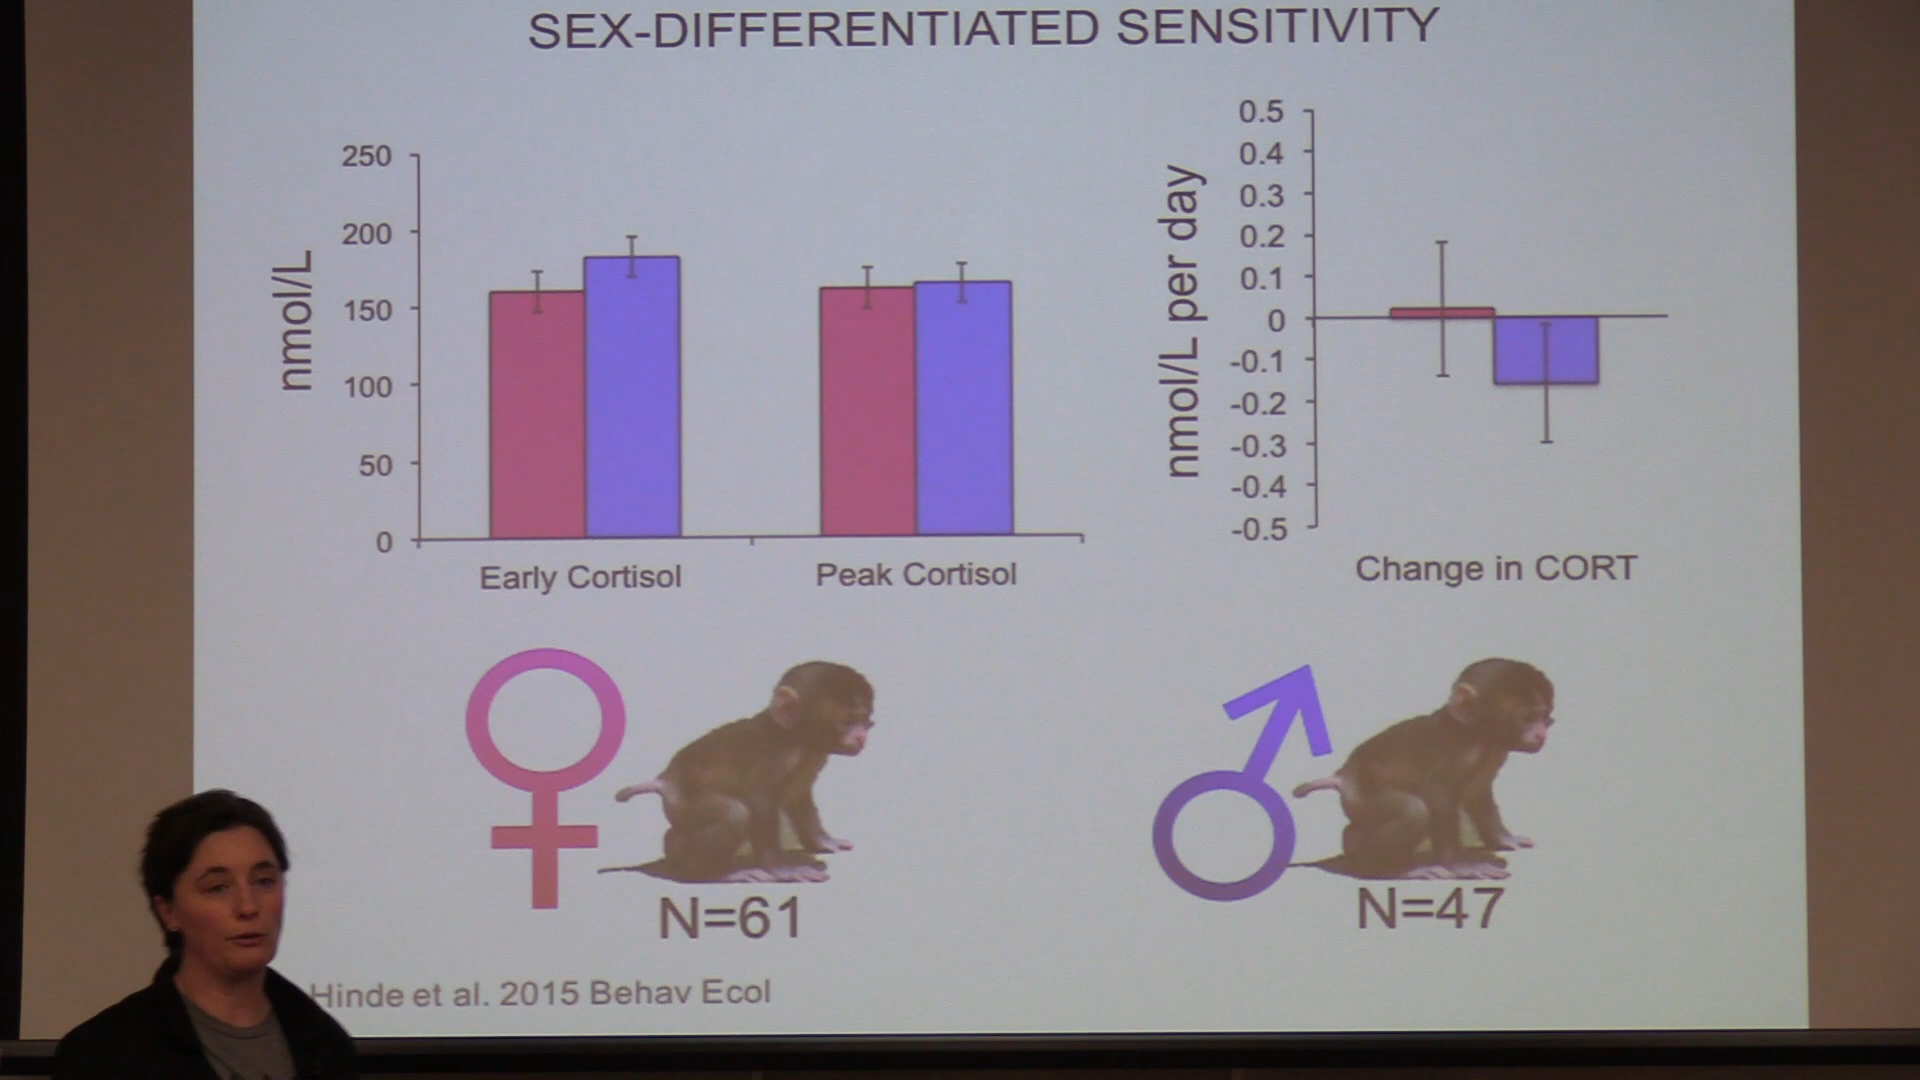 SEX-DIFFERENTIATED SENSITIVITY
nmol/L
250
200
150
100
50
0
Early Cortisol
Peak Cortisol
nmol/L per day
0.5
0.4
0.3
0.2
0.1
0
-0.1
-0.2
-0.3
-0.4
-0.5
Change in CORT
N=61
N=47
Hinde et al. 2015 Behav Ecol